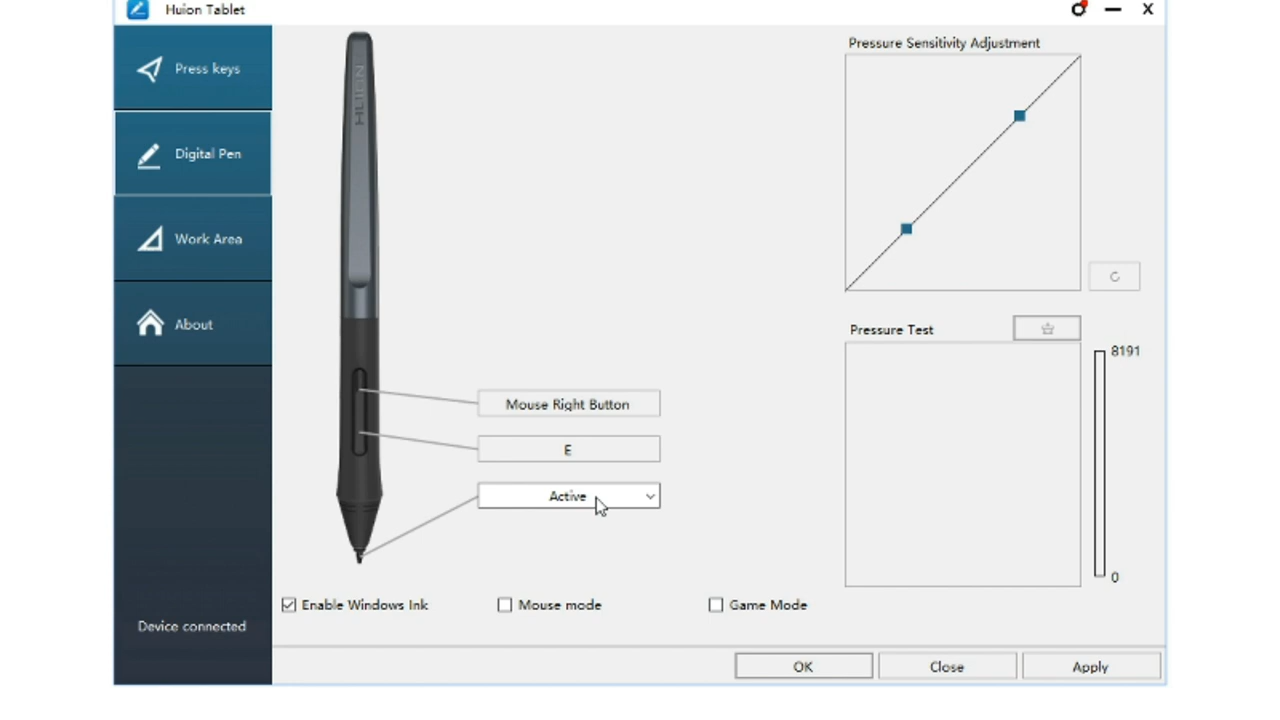 Huion Tablet
Press keys
Digital Pen
Work Area
About
Device connected
HUION
Mouse Right Button
E
Active
Enable Windows Ink
Mouse mode
Game Mode
Pressure Sensitivity Adjustment
Pressure Test
8191
0
OK
Close
Apply